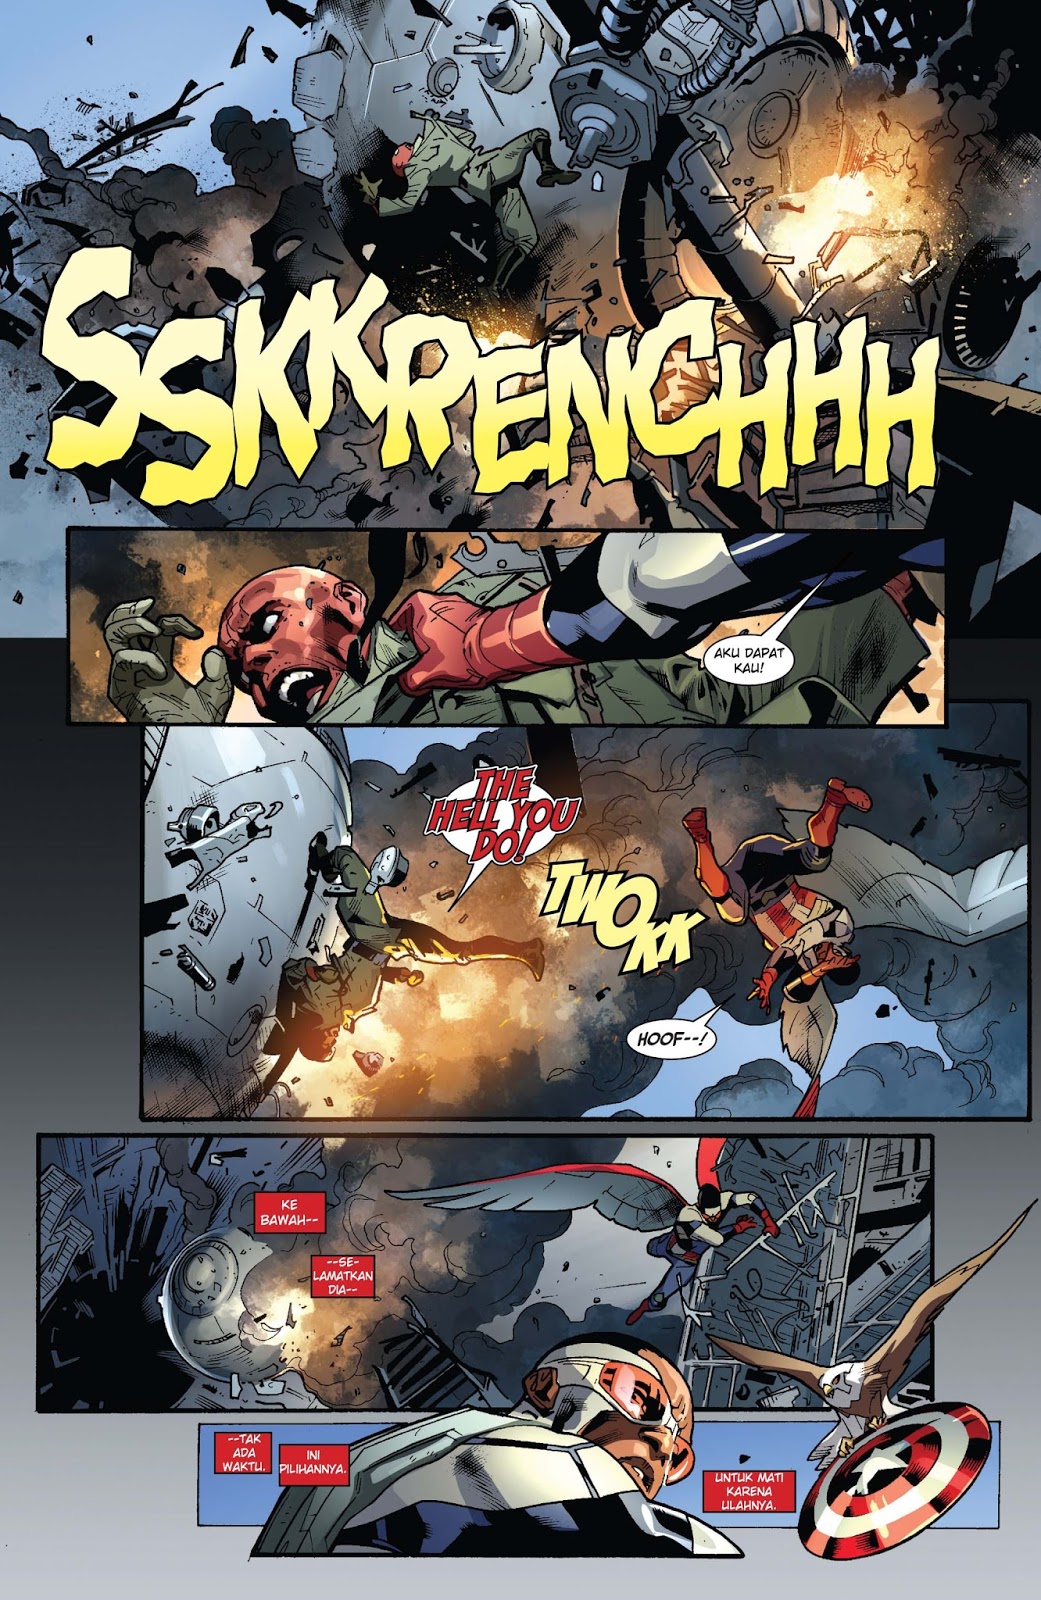 SSKKRENCHHH
AKU DAPAT
KAU!
THE
HELL YOU
DO!
TWOKK
HOOF--!
KE
BAWAH--
--SE-
LAMATKAN
DIA--
--TAK
ADA
WAKTU.
INI
PILIHANNYA.
UNTUK MATI
KARENA
ULAHNYA.